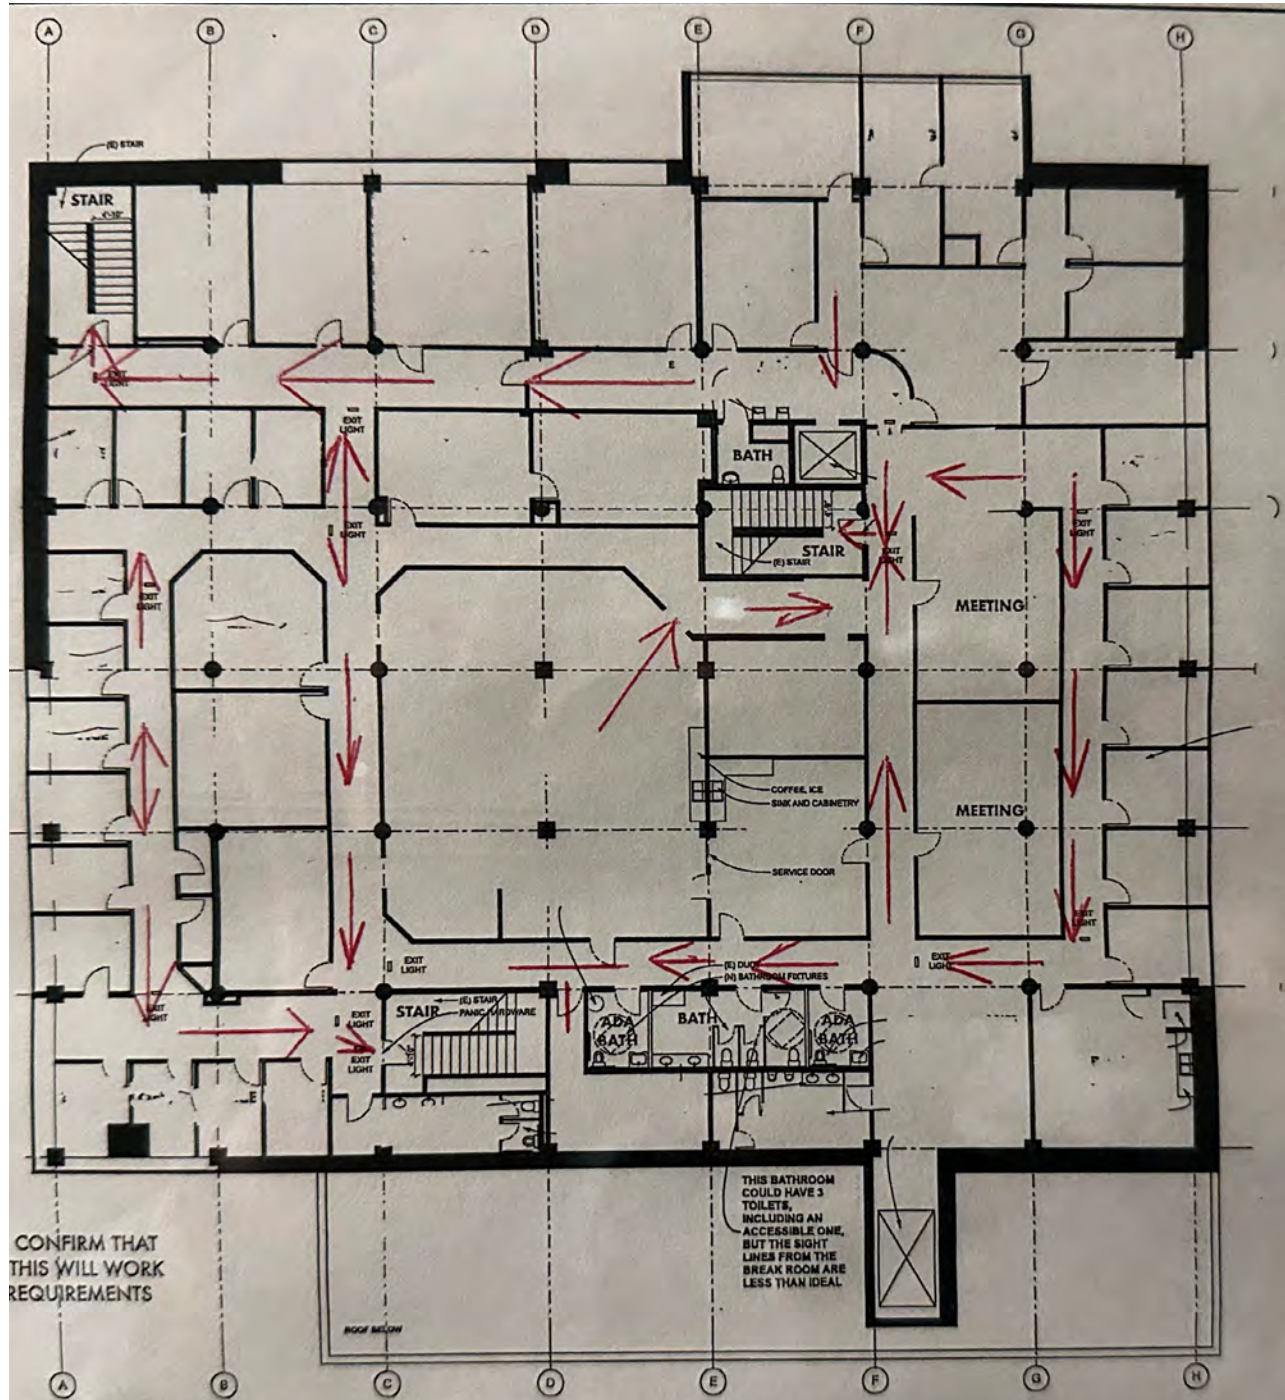 A B C D E F G H
(E) STAIR
STAIR
4'-10"
EXIT
LIGHT
EXIT
LIGHT
BATH
EXIT
LIGHT
STAIR
EXIT
LIGHT
(E) STAIR
EXIT
LIGHT
EXIT
LIGHT
MEETING
COFFEE, ICE
SINK AND CABINETRY
MEETING
SERVICE DOOR
EXIT
LIGHT
EXIT
LIGHT
EXIT
LIGHT
(E) DUCT
(N) BATHROOM FIXTURES
(E) STAIR
STAIR
PANIC HARDWARE
EXIT
LIGHT
EXIT
LIGHT
EXIT
LIGHT
ADA
BATH
BATH
ADA
BATH
THIS BATHROOM
COULD HAVE 3
TOILETS,
INCLUDING AN
ACCESSIBLE ONE,
BUT THE SIGHT
LINES FROM THE
BREAK ROOM ARE
LESS THAN IDEAL
CONFIRM THAT
THIS WILL WORK
REQUIREMENTS
ROOF BELOW
A B C D E F G H